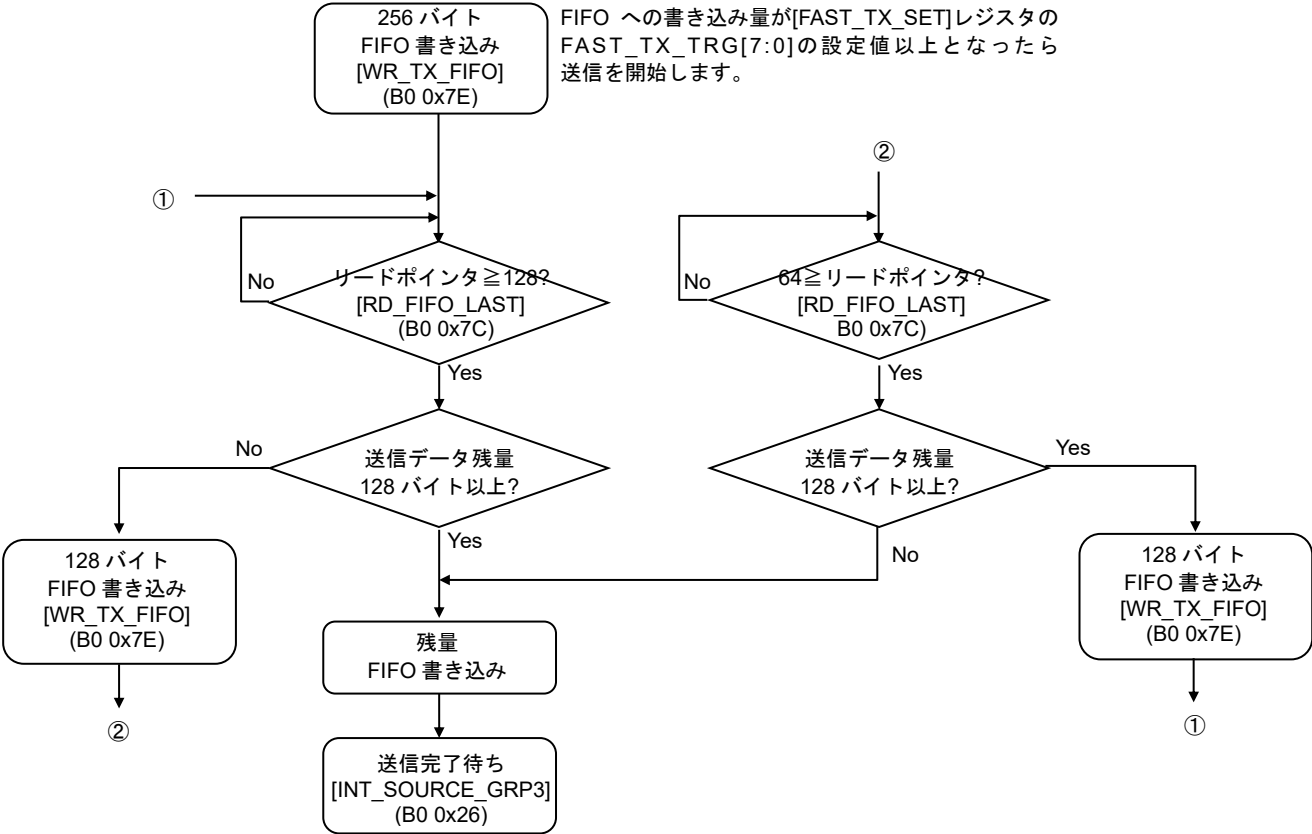 256 バイト
FIFO 書き込み
[WR_TX_FIFO]
(B0 0x7E)
FIFO への書き込み量が[FAST_TX_SET]レジスタの
FAST_TX_TRG[7:0]の設定値以上となったら
送信を開始します。
①
②
No
リードポインタ≧128?
[RD_FIFO_LAST]
(B0 0x7C)
Yes
No
64≧リードポインタ?
[RD_FIFO_LAST]
B0 0x7C)
Yes
No
送信データ残量
128 バイト以上?
Yes
送信データ残量
128 バイト以上?
Yes
No
128 バイト
FIFO 書き込み
[WR_TX_FIFO]
(B0 0x7E)
②
残量
FIFO 書き込み
送信完了待ち
[INT_SOURCE_GRP3]
(B0 0x26)
128 バイト
FIFO 書き込み
[WR_TX_FIFO]
(B0 0x7E)
①